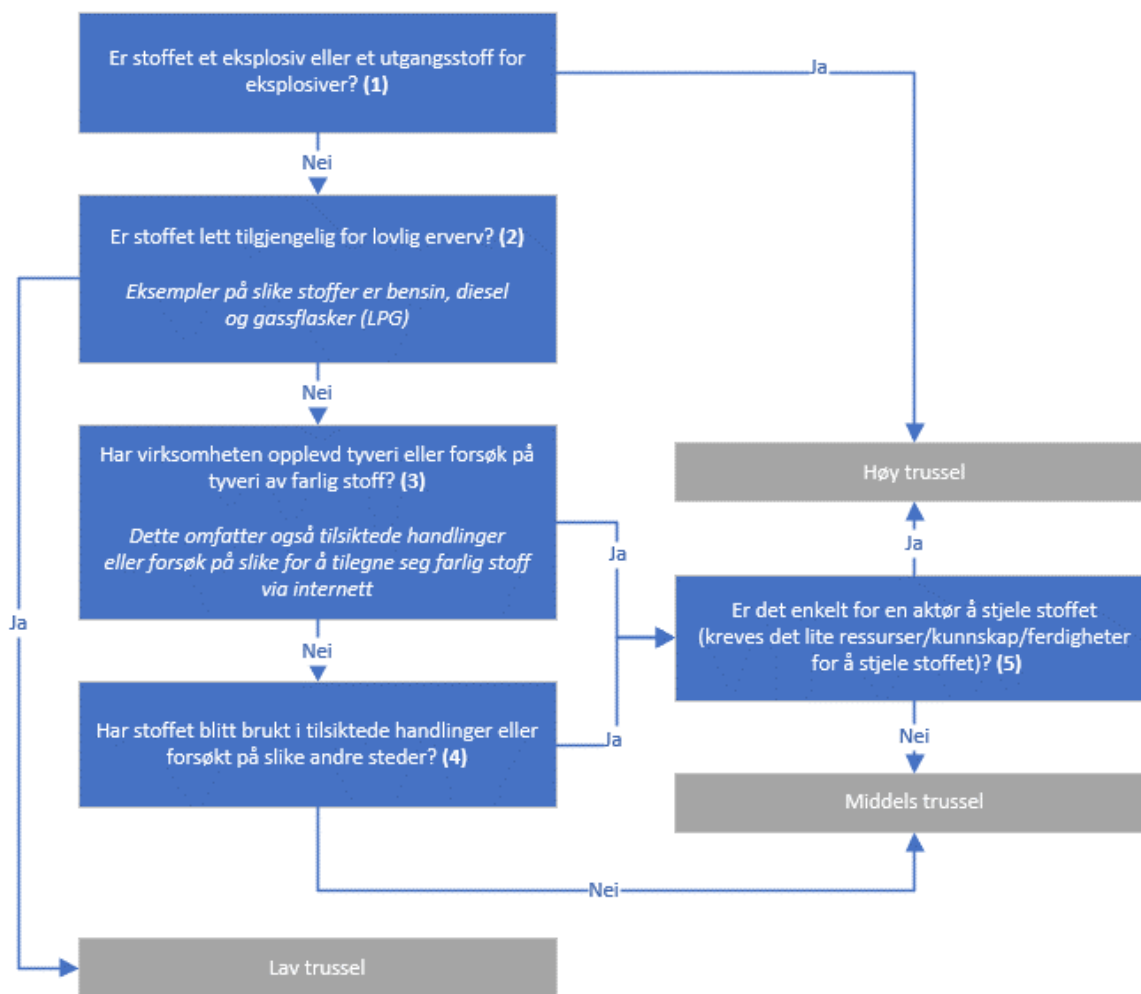 Er stoffet et eksplosiv eller et utgangsstoff for
eksplosiver? (1)
Ja
Nei
Er stoffet lett tilgjengelig for lovlig erverv? (2)
Eksempler på slike stoffer er bensin, diesel
og gassflasker (LPG)
Nei
Har virksomheten opplevd tyveri eller forsøk på
tyveri av farlig stoff? (3)
Dette omfatter også tilsiktede handlinger
eller forsøk på slike for å tilegne seg farlig stoff
via internett
Høy trussel
Ja
Ja
Er det enkelt for en aktør å stjele stoffet
(kreves det lite ressurser/kunnskap/ferdigheter
for å stjele stoffet)? (5)
Ja
Nei
Har stoffet blitt brukt i tilsiktede handlinger eller
forsøkt på slike andre steder? (4)
Ja
Nei
Middels trussel
Nei
Lav trussel